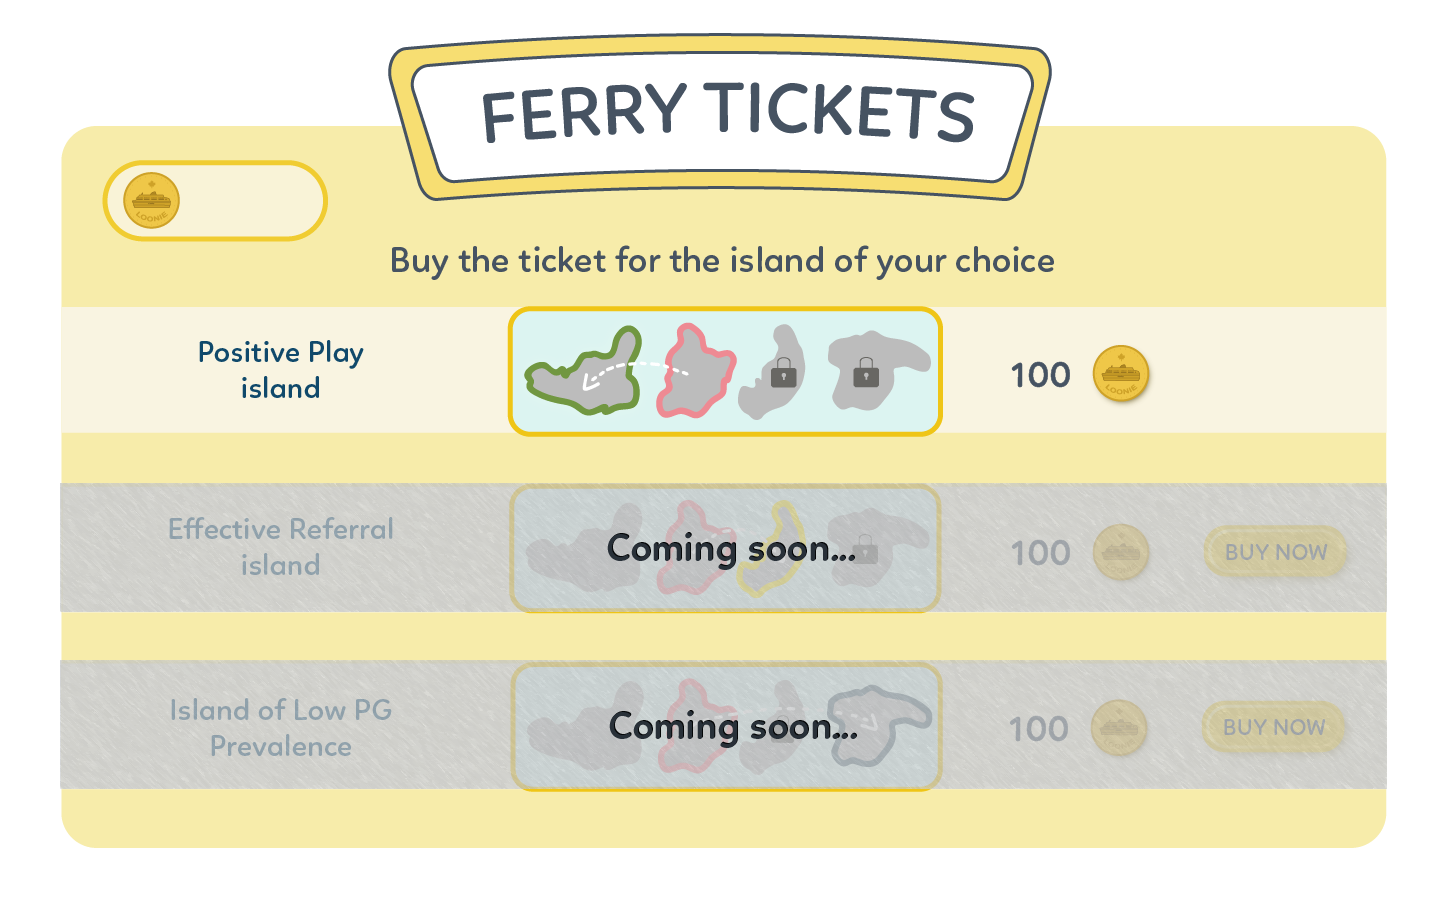 FERRY TICKETS
LOONIE
Buy the ticket for the island of your choice
Positive Play
island
100
LOONIE
Effective Referral
island
Coming soon...
100
BUY NOW
Island of Low PG
Prevalence
Coming soon...
100
BUY NOW